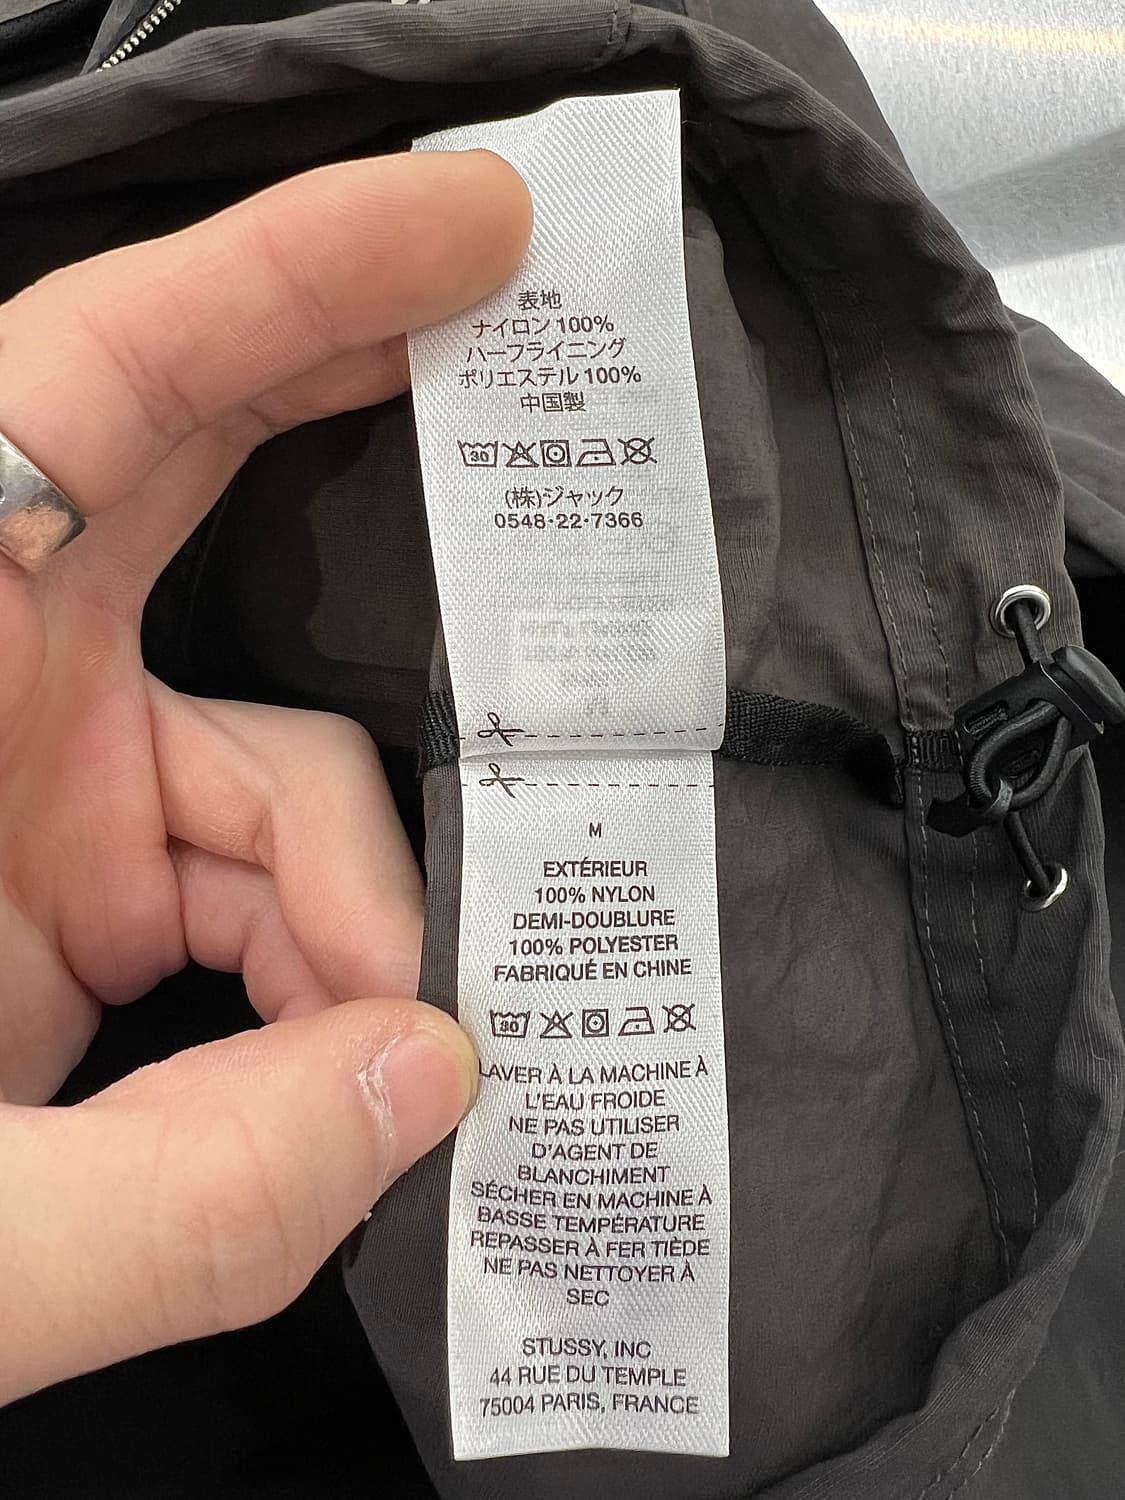 表地
ナイロン 100%
ハーフライニング
ポリエステル 100%
中国製
30
(株)ジャック
0548-22-7366
M
EXTÉRIEUR
100% NYLON
DEMI-DOUBLURE
100% POLYESTER
FABRIQUÉ EN CHINE
30
LAVER À LA MACHINE À
L'EAU FROIDE
NE PAS UTILISER
D'AGENT DE
BLANCHIMENT
SÉCHER EN MACHINE À
BASSE TEMPÉRATURE
REPASSER À FER TIÈDE
NE PAS NETTOYER À
SEC
STUSSY, INC
44 RUE DU TEMPLE
75004 PARIS, FRANCE